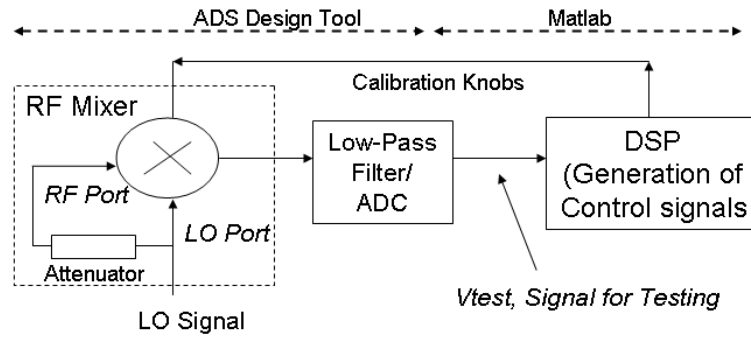 ADS Design Tool
Matlab
Calibration Knobs
RF Mixer
RF Port
LO Port
Attenuator
LO Signal
Low-Pass
Filter/
ADC
DSP
(Generation of
Control signals
Vtest, Signal for Testing